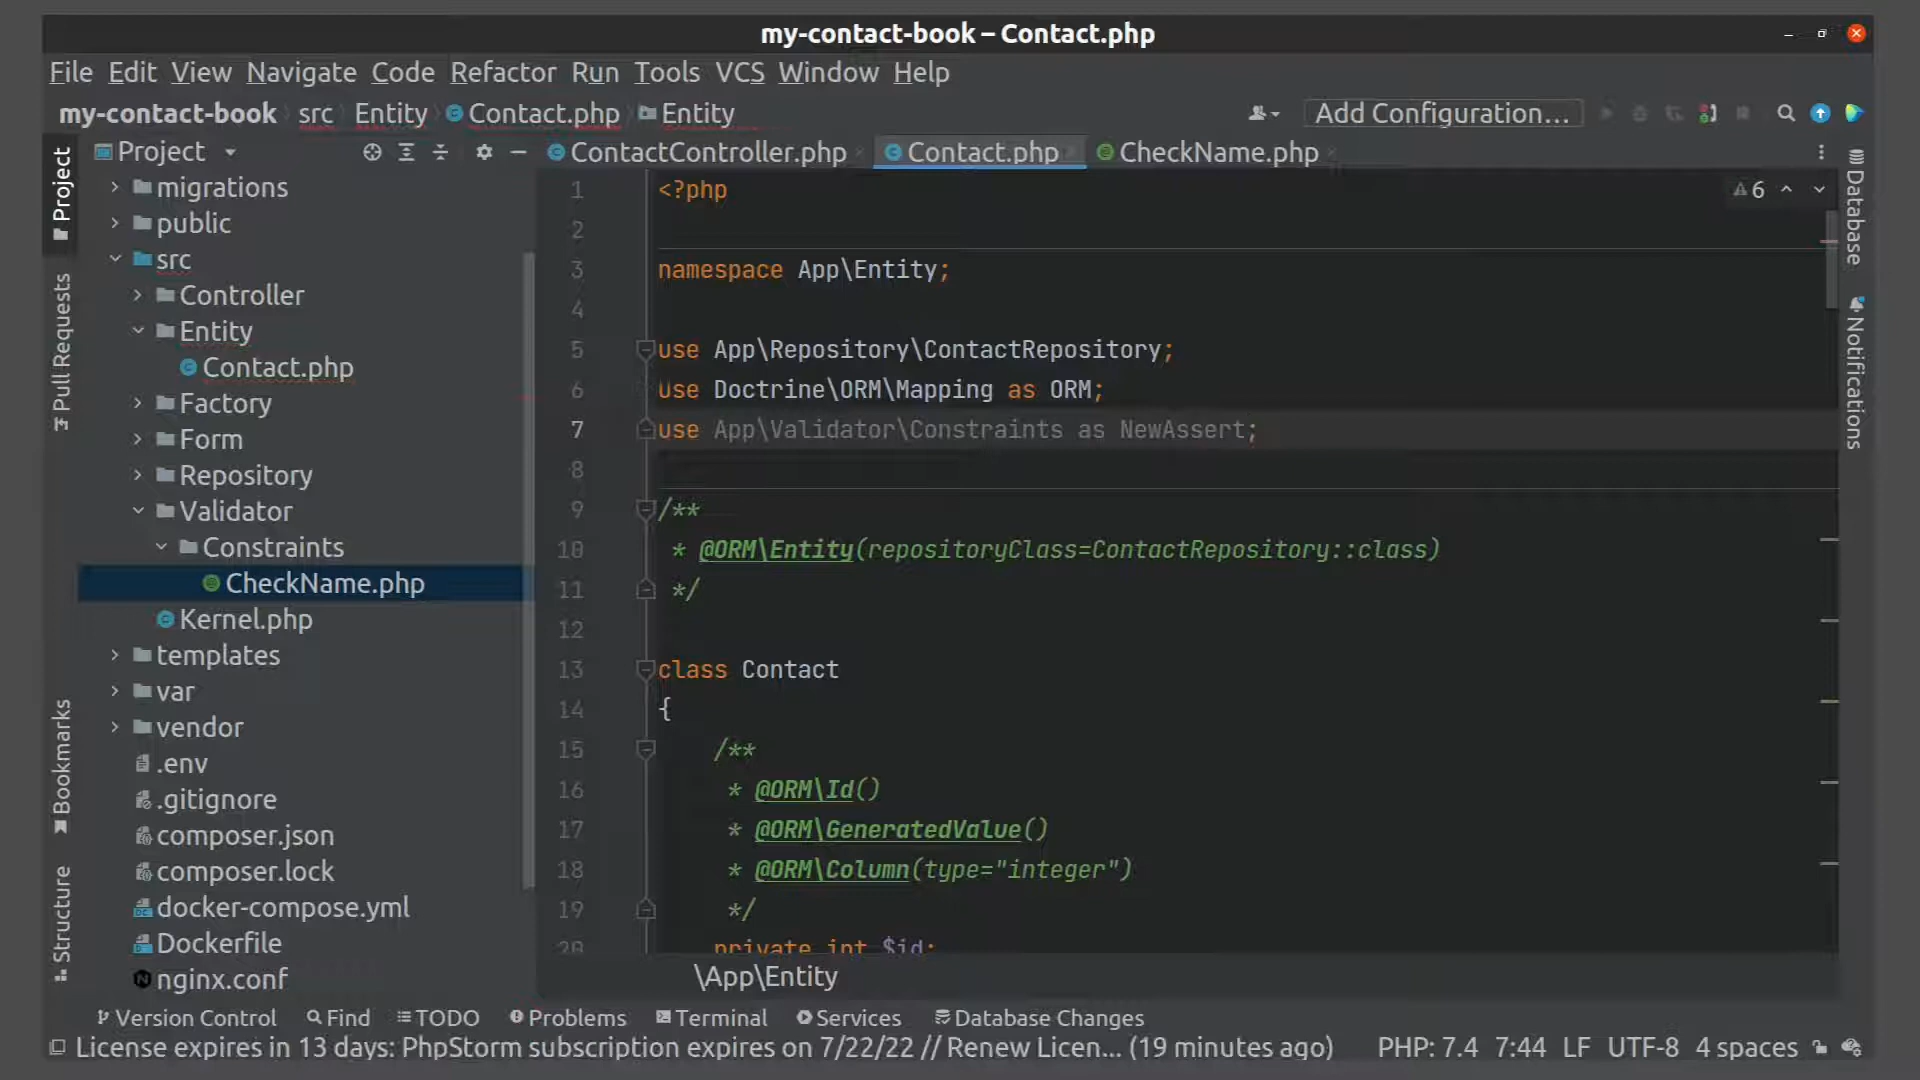 my-contact-book – Contact.php
File Edit View Navigate Code Refactor Run Tools VCS Window Help
my-contact-book src Entity Contact.php Entity
Add Configuration...
Project
ContactController.php Contact.php CheckName.php
Project
Pull Requests
Bookmarks
Structure
migrations
public
src
Controller
Entity
Contact.php
Factory
Form
Repository
Validator
Constraints
CheckName.php
Kernel.php
templates
var
vendor
.env
.gitignore
composer.json
composer.lock
docker-compose.yml
Dockerfile
nginx.conf
6
1 <?php
2
3 namespace App\Entity;
4
5 use App\Repository\ContactRepository;
6 use Doctrine\ORM\Mapping as ORM;
7 use App\Validator\Constraints as NewAssert;
8
9 /**
10 * @ORM\Entity(repositoryClass=ContactRepository::class)
11 */
12
13 class Contact
14 {
15 /**
16 * @ORM\Id()
17 * @ORM\GeneratedValue()
18 * @ORM\Column(type="integer")
19 */
20 private int $id;
\App\Entity
Database
Notifications
Version Control Find TODO Problems Terminal Services Database Changes
License expires in 13 days: PhpStorm subscription expires on 7/22/22 // Renew Licen... (19 minutes ago) PHP: 7.4 7:44 LF UTF-8 4 spaces